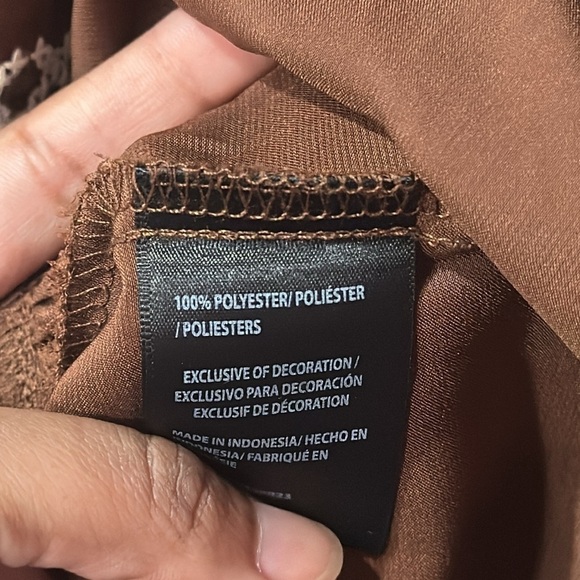 100% POLYESTER/ POLIÉSTER
/ POLIESTERS
EXCLUSIVE OF DECORATION /
EXCLUSIVO PARA DECORACIÓN
EXCLUSIF DE DÉCORATION
MADE IN INDONESIA/ HECHO EN
INDONESIA/ FABRIQUÉ EN